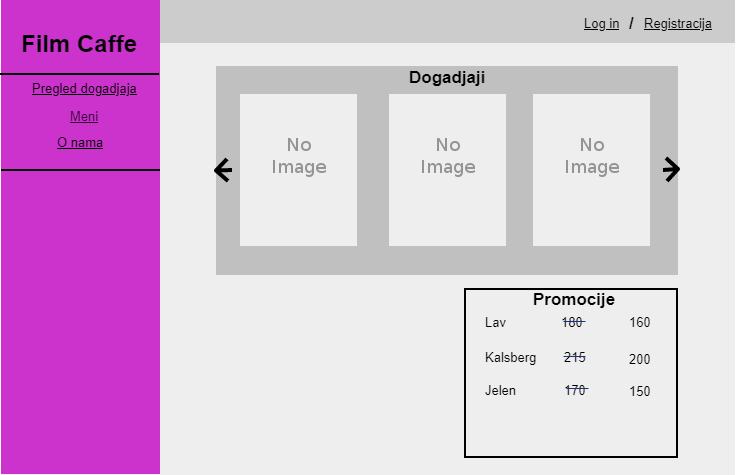 Film Caffe
Pregled dogadjaja
Meni
O nama
Log in / Registracija
Dogadjaji
No Image
No Image
No Image
Promocije
Lav 180 160
Kalsberg 215 200
Jelen 170 150